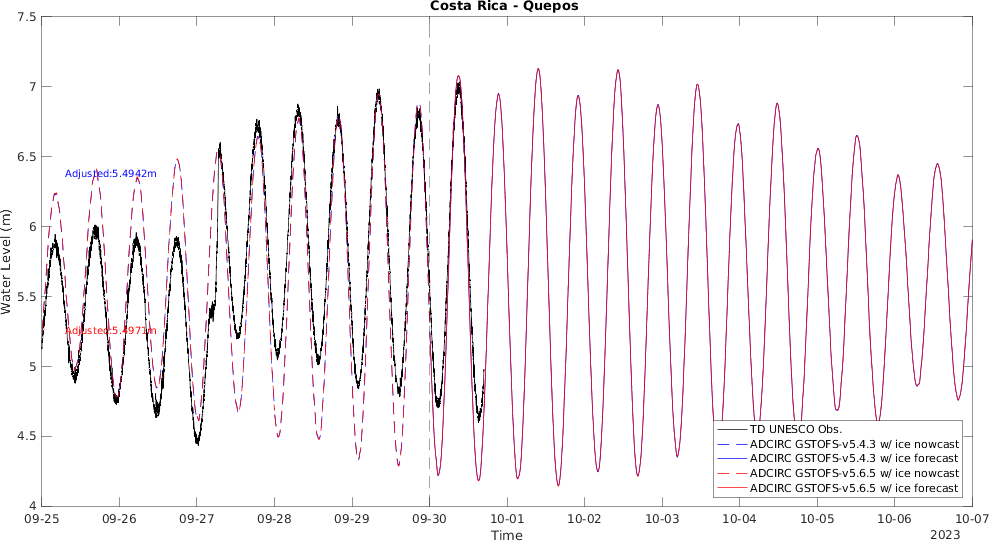 Costa Rica - Quepos
7.5
7
6.5
6
5.5
5
4.5
4
Water Level (m)
Adjusted:5.4942m
Adjusted:5.4971m
TD UNESCO Obs.
ADCIRC GSTOFS-v5.4.3 w/ ice nowcast
ADCIRC GSTOFS-v5.4.3 w/ ice forecast
ADCIRC GSTOFS-v5.6.5 w/ ice nowcast
ADCIRC GSTOFS-v5.6.5 w/ ice forecast
09-25 09-26 09-27 09-28 09-29 09-30 10-01 10-02 10-03 10-04 10-05 10-06 10-07
Time
2023